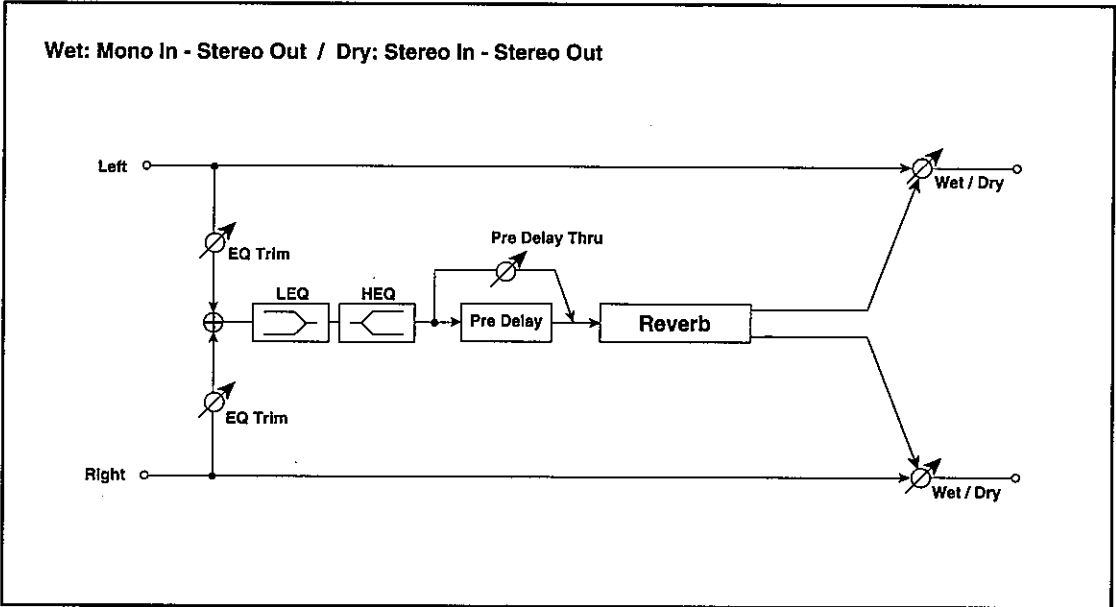 Wet: Mono In - Stereo Out / Dry: Stereo In - Stereo Out
Left
Wet / Dry
EQ Trim
Pre Delay Thru
LEQ
HEQ
Pre Delay
Reverb
EQ Trim
Right
Wet / Dry